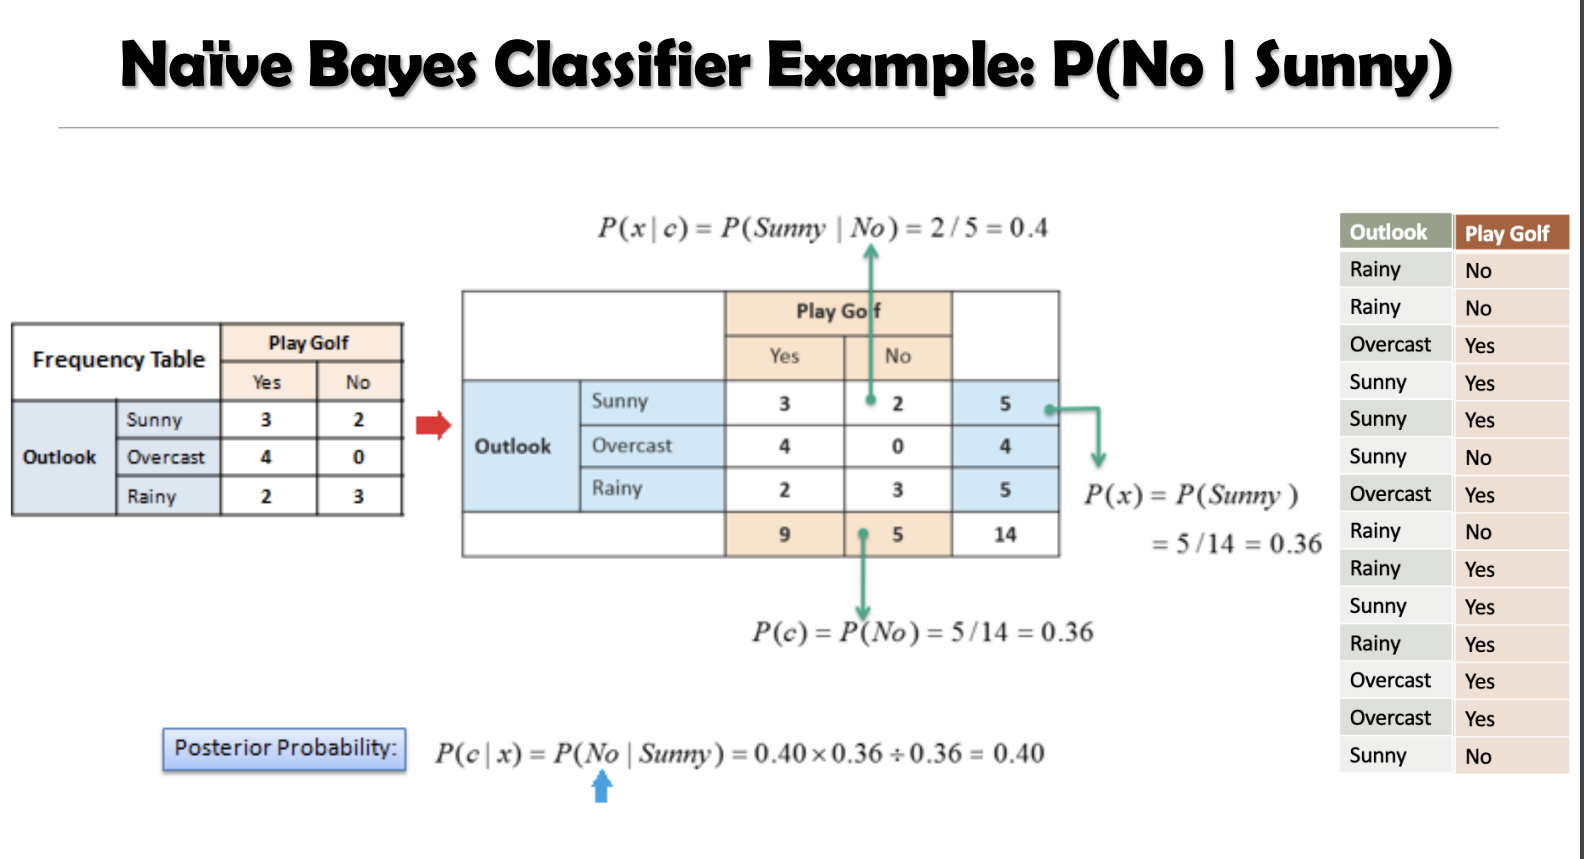 Naïve Bayes Classifier Example: P(No | Sunny)
P(x | c) = P(Sunny | No) = 2 / 5 = 0.4
Frequency Table Play Golf
Yes No
Outlook Sunny 3 2
Overcast 4 0
Rainy 2 3
Play Golf
Yes No
Outlook Sunny 3 2 5
Overcast 4 0 4
Rainy 2 3 5
9 5 14
P(x) = P(Sunny )
= 5 /14 = 0.36
P(c) = P(No) = 5/14 = 0.36
Posterior Probability: P(c | x) = P(No | Sunny) = 0.40 × 0.36 ÷ 0.36 = 0.40
Outlook Play Golf
Rainy No
Rainy No
Overcast Yes
Sunny Yes
Sunny Yes
Sunny No
Overcast Yes
Rainy No
Rainy Yes
Sunny Yes
Rainy Yes
Overcast Yes
Overcast Yes
Sunny No